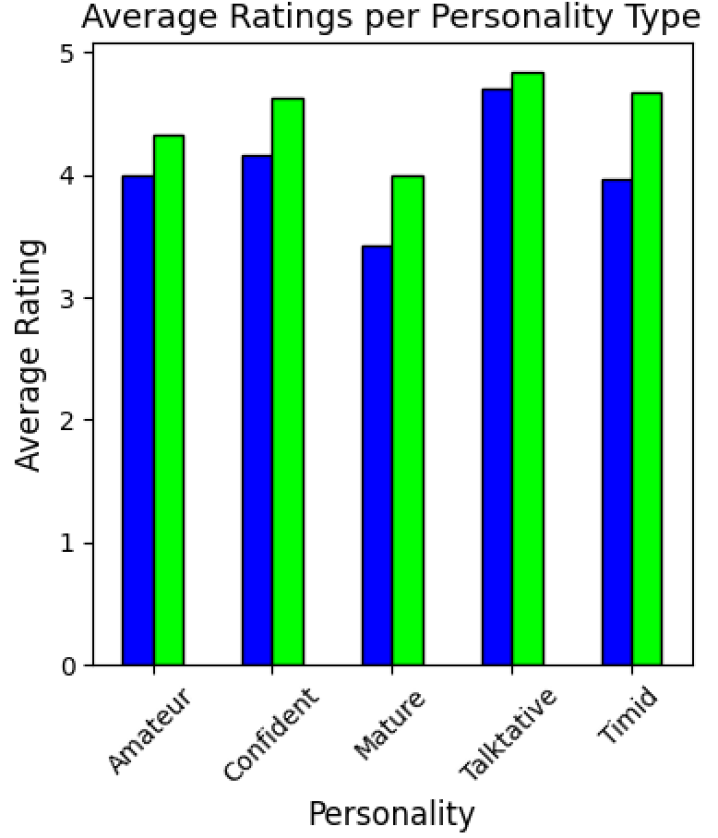 Average Ratings per Personality Type
Average Rating
5
4
3
2
1
0
Amateur
Confident
Mature
Talktative
Timid
Personality